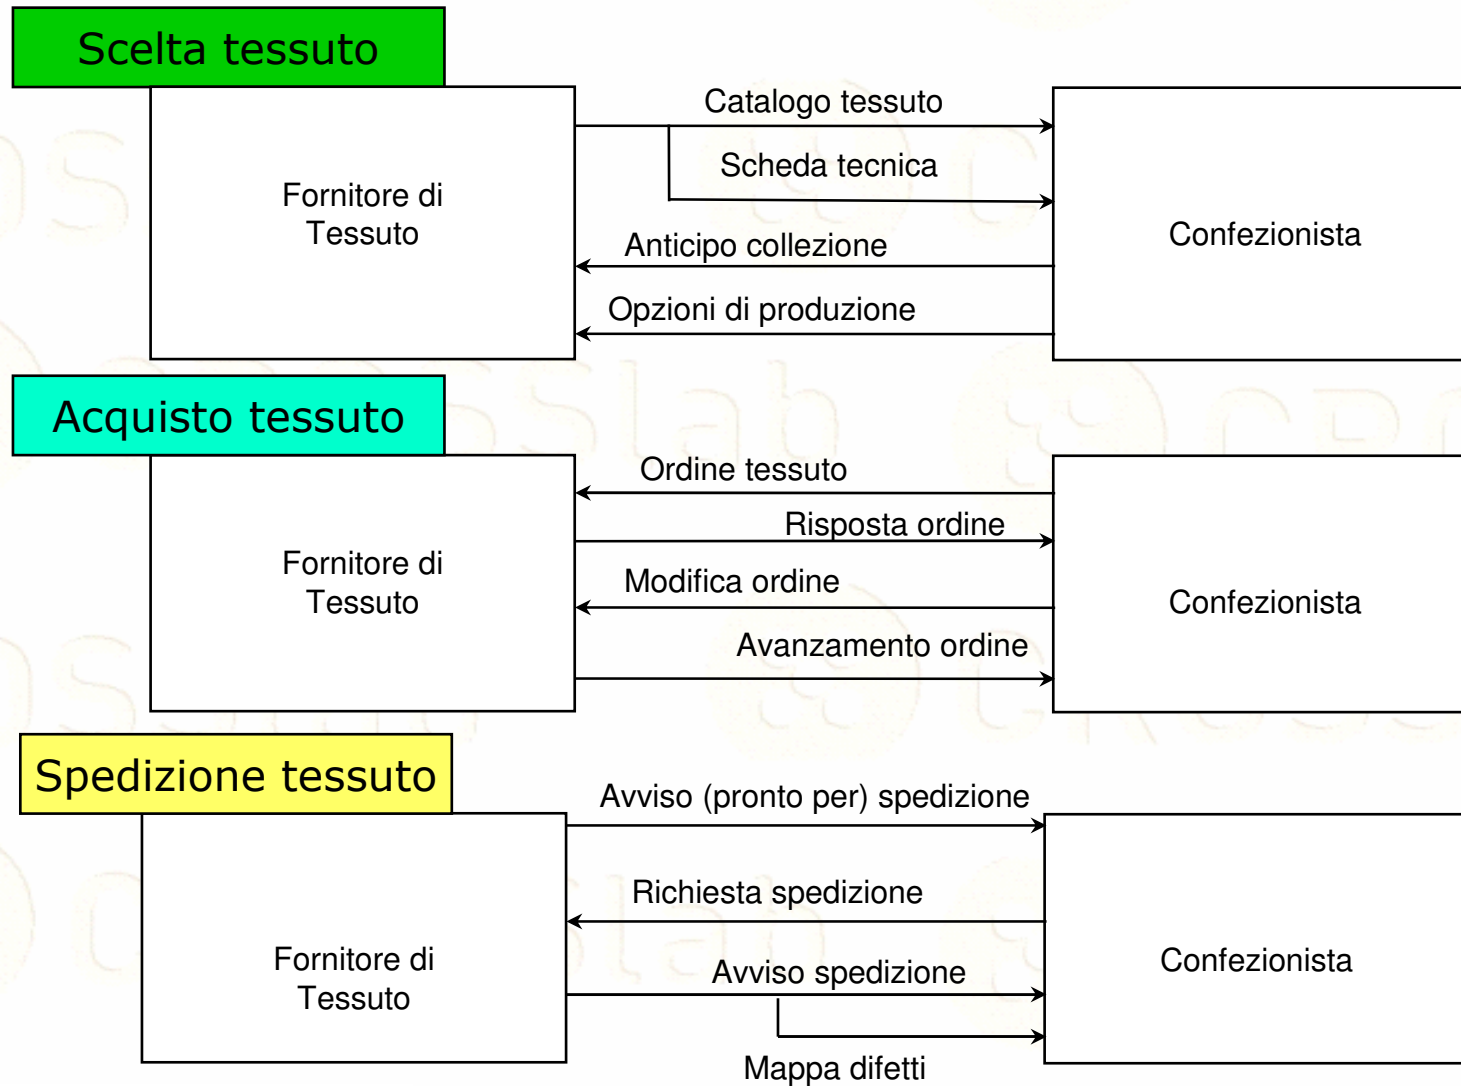 Scelta tessuto
Catalogo tessuto
Scheda tecnica
Fornitore di
Tessuto
Confezionista
Anticipo collezione
Opzioni di produzione
Acquisto tessuto
Ordine tessuto
Risposta ordine
Fornitore di
Tessuto
Confezionista
Modifica ordine
Avanzamento ordine
Spedizione tessuto
Avviso (pronto per) spedizione
Richiesta spedizione
Fornitore di
Tessuto
Confezionista
Avviso spedizione
Mappa difetti